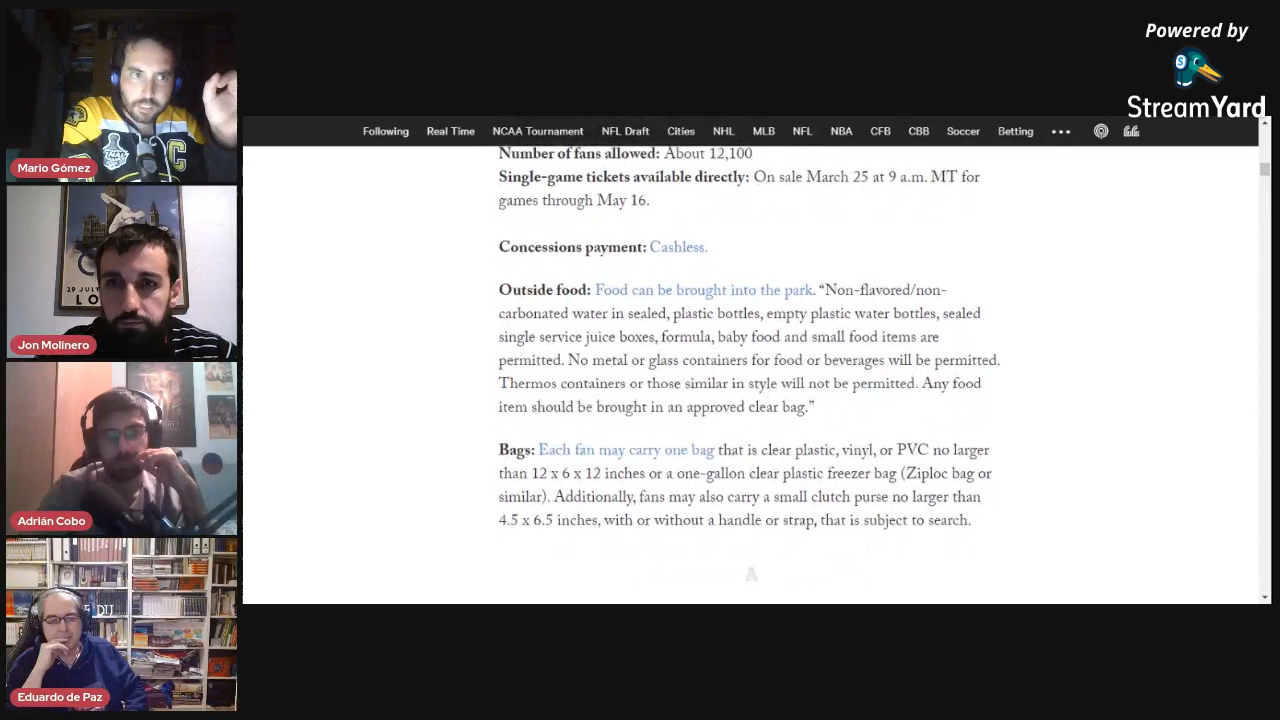 Powered by
StreamYard
Following Real Time NCAA Tournament NFL Draft Cities NHL MLB NFL NBA CFB CBB Soccer Betting
Number of fans allowed: About 12,100
Single-game tickets available directly: On sale March 25 at 9 a.m. MT for
games through May 16.
Concessions payment: Cashless.
Outside food: Food can be brought into the park. “Non-flavored/non-
carbonated water in sealed, plastic bottles, empty plastic water bottles, sealed
single service juice boxes, formula, baby food and small food items are
permitted. No metal or glass containers for food or beverages will be permitted.
Thermos containers or those similar in style will not be permitted. Any food
item should be brought in an approved clear bag.”
Bags: Each fan may carry one bag that is clear plastic, vinyl, or PVC no larger
than 12 x 6 x 12 inches or a one-gallon clear plastic freezer bag (Ziploc bag or
similar). Additionally, fans may also carry a small clutch purse no larger than
4.5 x 6.5 inches, with or without a handle or strap, that is subject to search.
Mario Gómez
29 JULY
LO
Jon Molinero
Adrián Cobo
Eduardo de Paz